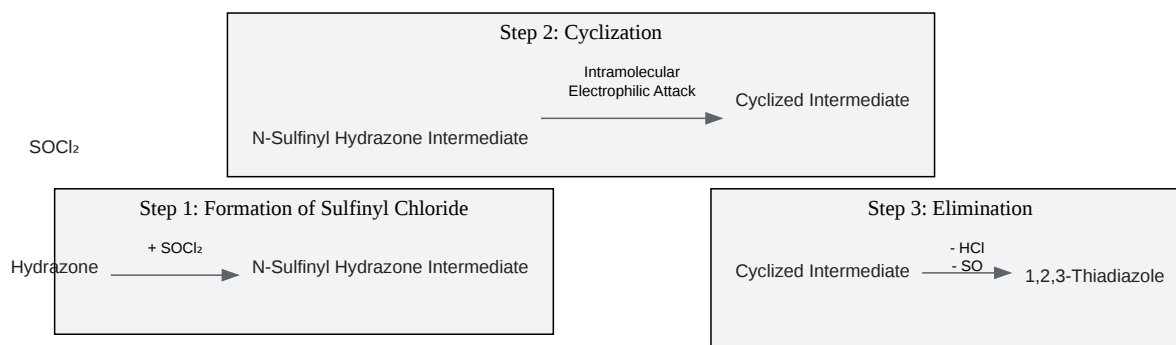 Step 2: Cyclization
Intramolecular
Electrophilic Attack
Cyclized Intermediate
N-Sulfinyl Hydrazone Intermediate
SOCl₂
Step 1: Formation of Sulfinyl Chloride
+ SOCl₂
Hydrazone
N-Sulfinyl Hydrazone Intermediate
Step 3: Elimination
- HCl
- SO
Cyclized Intermediate
1,2,3-Thiadiazole